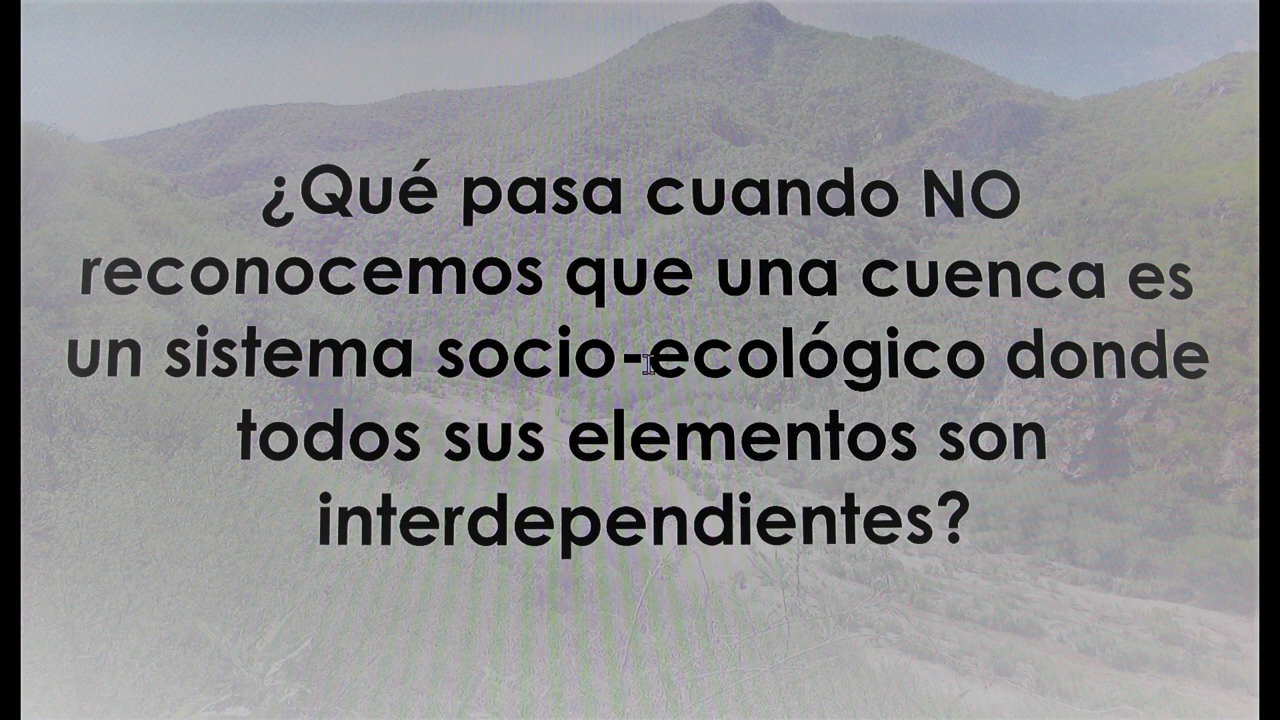 ¿Qué pasa cuando NO
reconocemos que una cuenca es
un sistema socio-ecológico donde
todos sus elementos son
interdependientes?